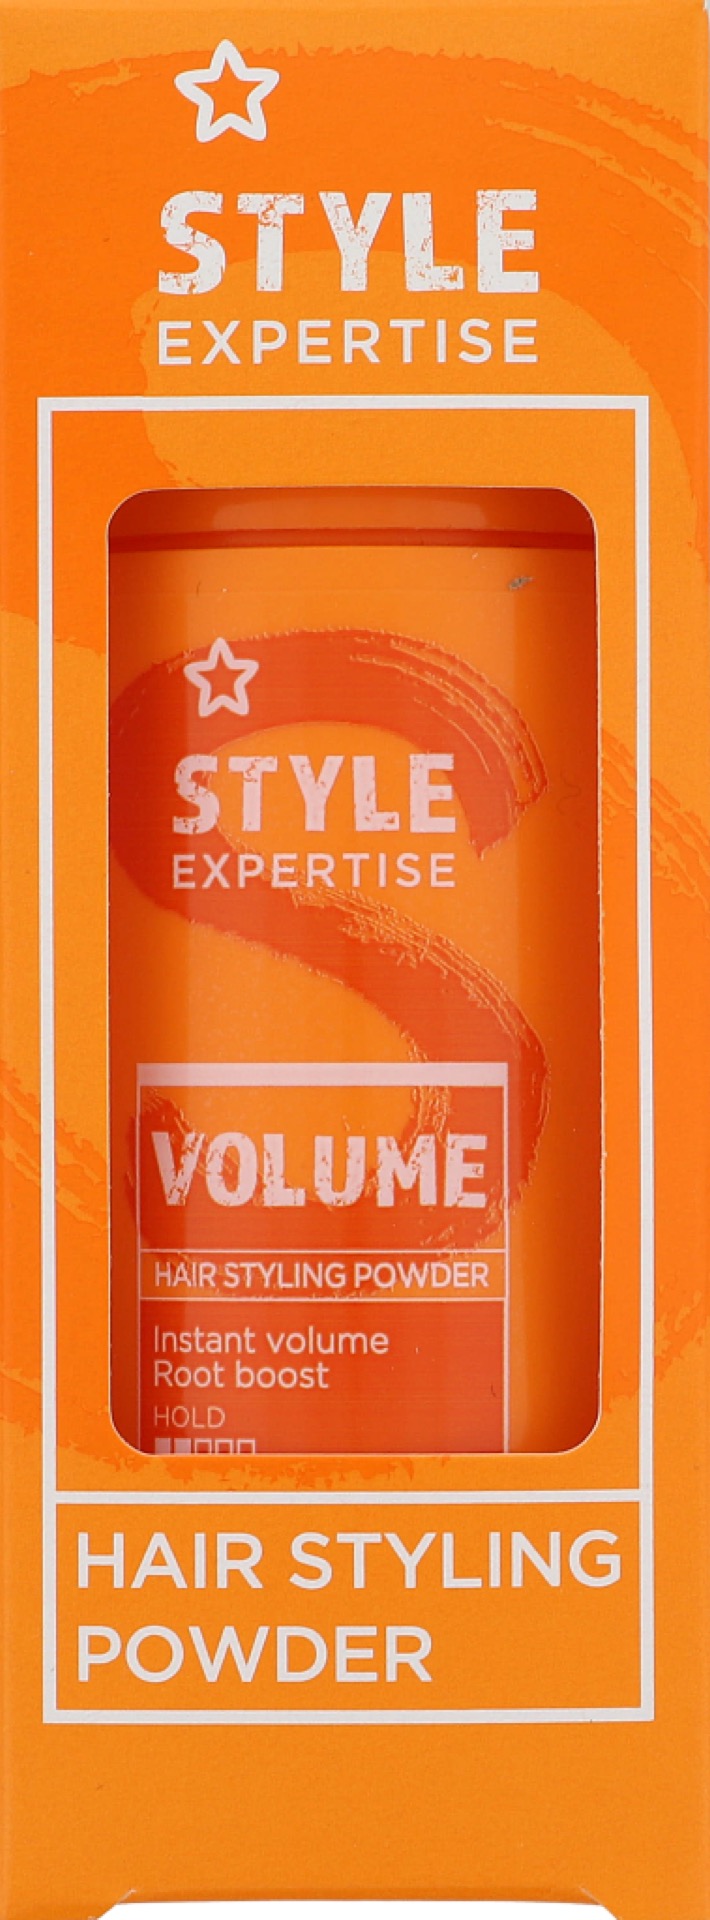 STYLE
EXPERTISE
STYLE
EXPERTISE
VOLUME
HAIR STYLING POWDER
Instant volume
Root boost
HOLD
HAIR STYLING
POWDER